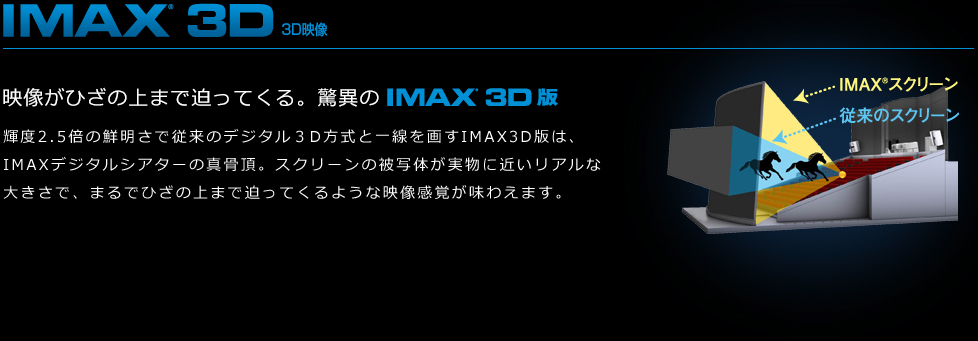 IMAX® 3D 3D映像
映像がひざの上まで迫ってくる。驚異の IMAX® 3D 版
輝度2.5倍の鮮明さで従来のデジタル３Ｄ方式と一線を画すIMAX3D版は、
IMAXデジタルシアターの真骨頂。スクリーンの被写体が実物に近いリアルな
大きさで、まるでひざの上まで迫ってくるような映像感覚が味わえます。
IMAX®スクリーン
従来のスクリーン